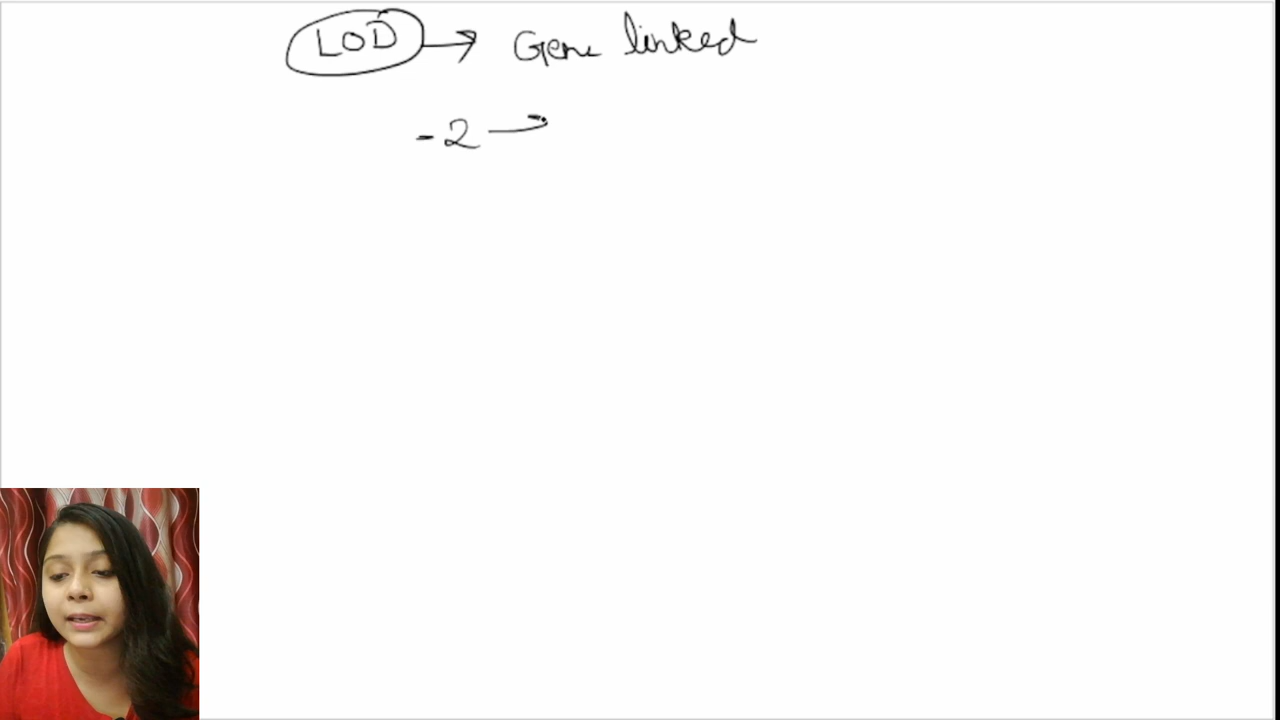 LOD → Gene linked
-2 →